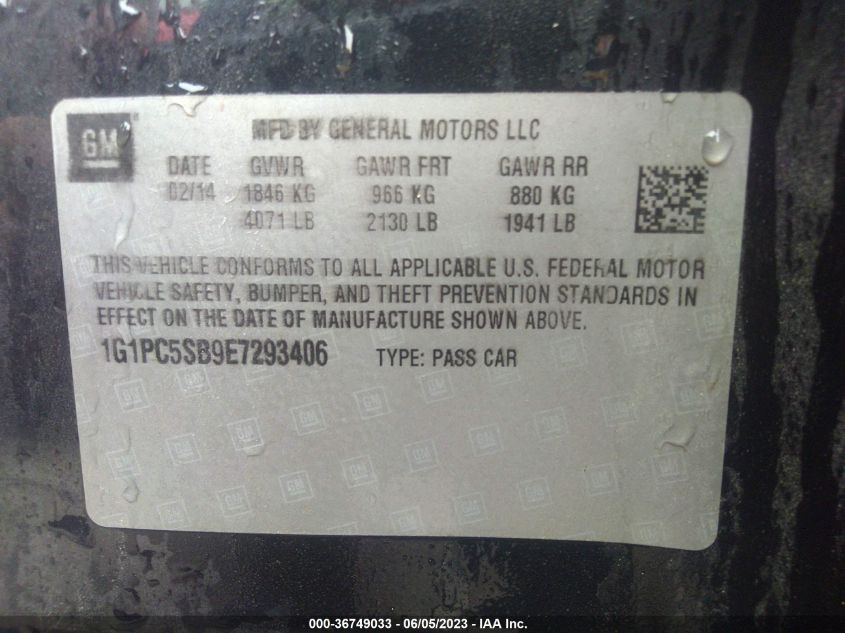 GM
MFD BY GENERAL MOTORS LLC
DATE GVWR GAWR FRT GAWR RR
02/14 1846 KG 966 KG 880 KG
4071 LB 2130 LB 1941 LB
THIS VEHICLE CONFORMS TO ALL APPLICABLE U.S. FEDERAL MOTOR
VEHICLE SAFETY, BUMPER, AND THEFT PREVENTION STANDARDS IN
EFFECT ON THE DATE OF MANUFACTURE SHOWN ABOVE.
1G1PC5SB9E7293406 TYPE: PASS CAR
000-36749033 - 06/05/2023 - IAA Inc.